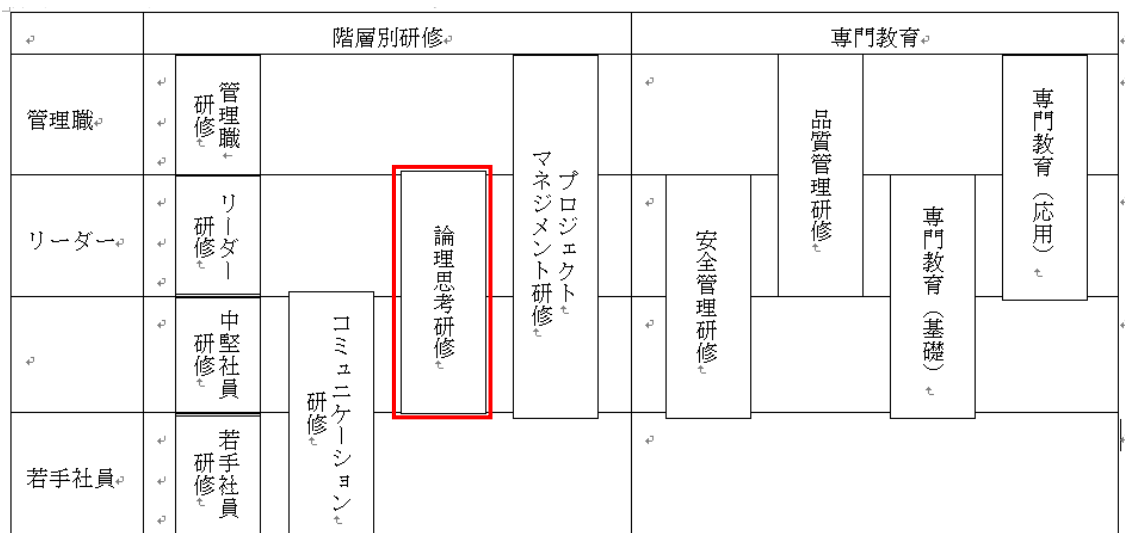 階層別研修
専門教育
管理職
管理職
研修
プロジェクト
マネジメント研修
品質管理研修
専門教育（応用）
リーダー
リーダー
研修
論理思考研修
安全管理研修
専門教育（基礎）
中堅社員
研修
コミュニケーション
研修
若手社員
若手社員
研修